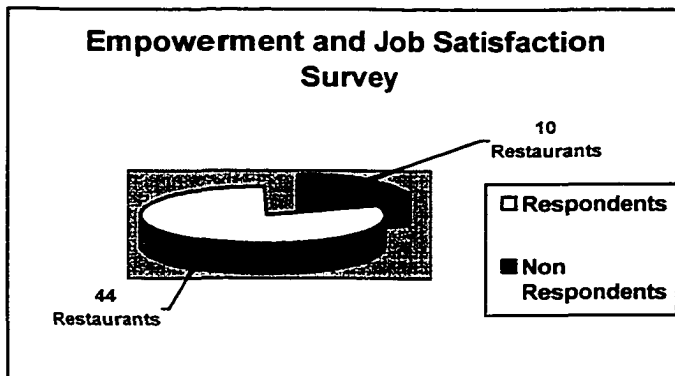 Empowerment and Job Satisfaction
Survey
10
Restaurants
Respondents
Non
Respondents
44
Restaurants